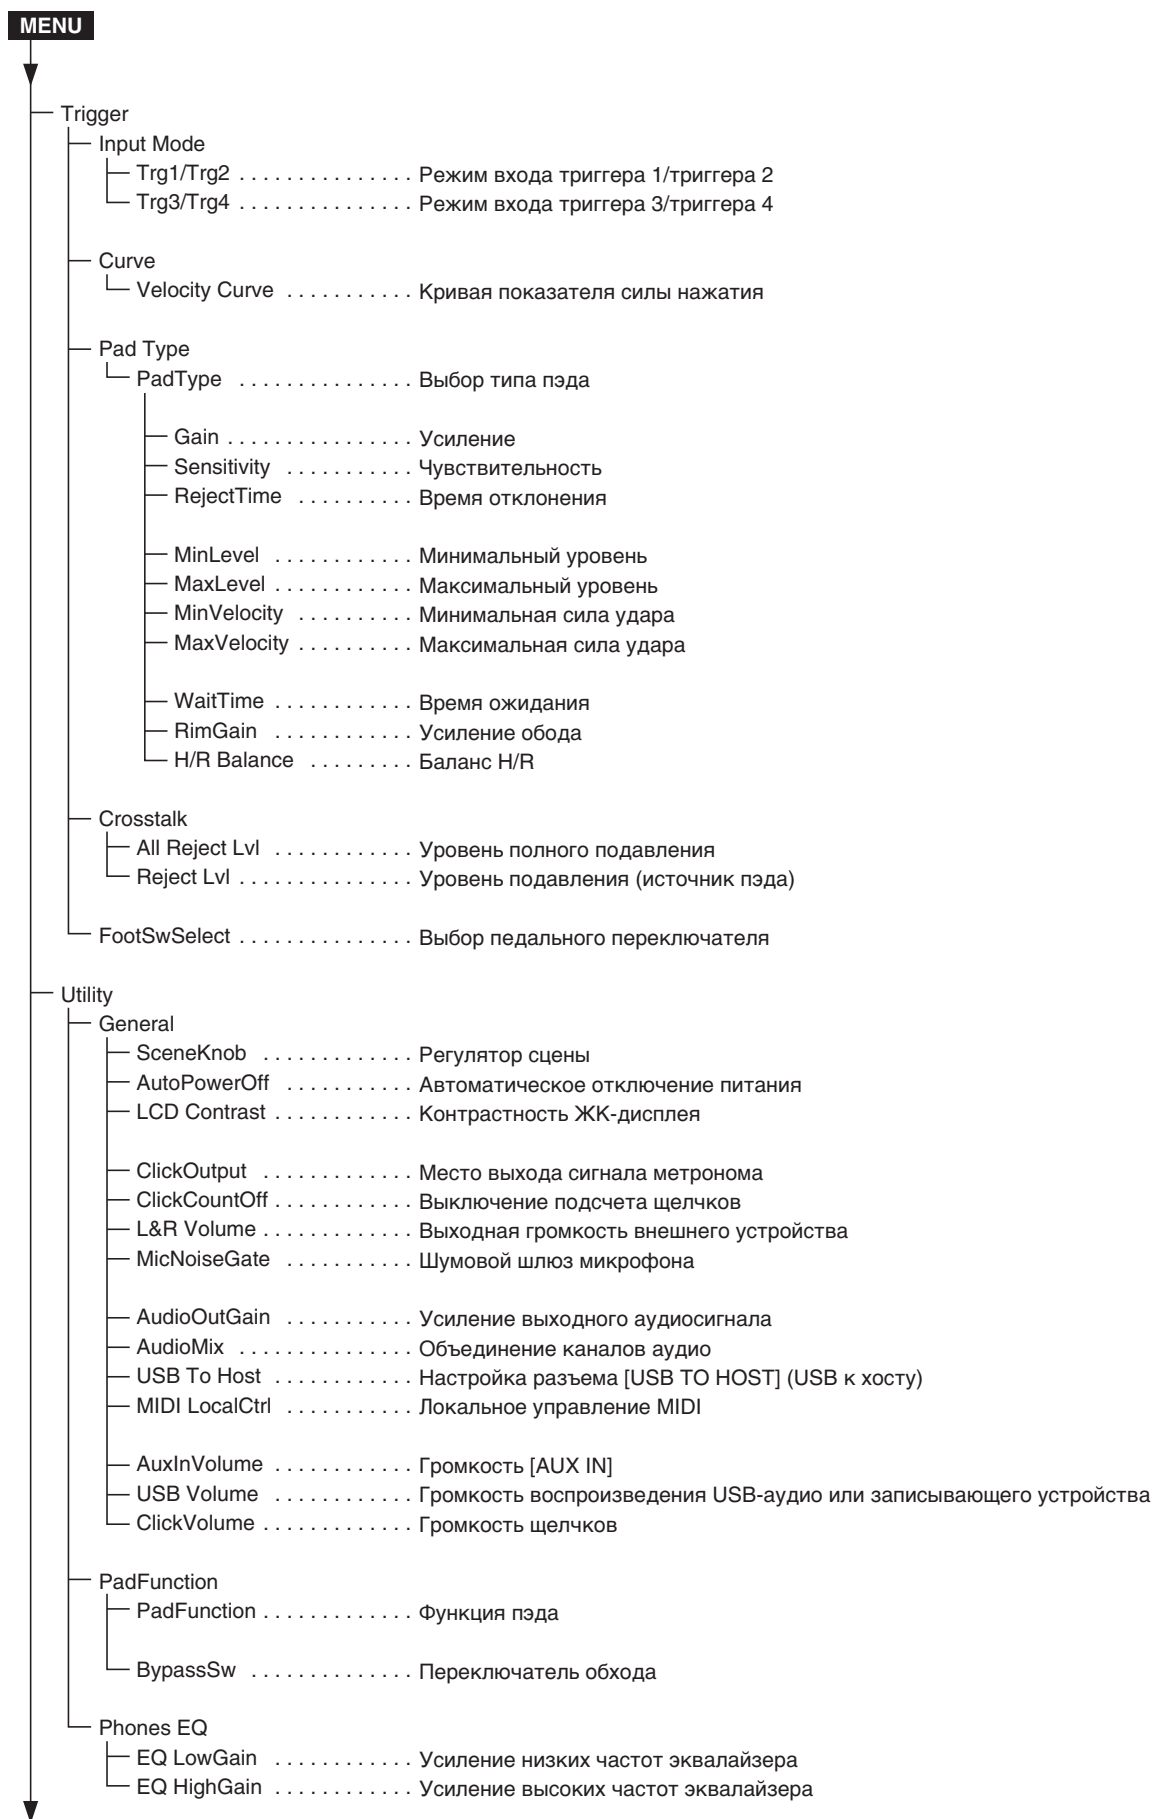 MENU
Trigger
Input Mode
Trg1/Trg2 . . . . . . . . . . . . . . . Режим входа триггера 1/триггера 2
Trg3/Trg4 . . . . . . . . . . . . . . . Режим входа триггера 3/триггера 4
Curve
Velocity Curve . . . . . . . . . . . Кривая показателя силы нажатия
Pad Type
PadType . . . . . . . . . . . . . . . Выбор типа пэда
Gain . . . . . . . . . . . . . . . . Усиление
Sensitivity . . . . . . . . . . . Чувствительность
RejectTime . . . . . . . . . . Время отклонения
MinLevel . . . . . . . . . . . . Минимальный уровень
MaxLevel . . . . . . . . . . . . Максимальный уровень
MinVelocity . . . . . . . . . . Минимальная сила удара
MaxVelocity . . . . . . . . . . Максимальная сила удара
WaitTime . . . . . . . . . . . . Время ожидания
RimGain . . . . . . . . . . . . Усиление обода
H/R Balance . . . . . . . . . Баланс H/R
Crosstalk
All Reject Lvl . . . . . . . . . . . . Уровень полного подавления
Reject Lvl . . . . . . . . . . . . . . . Уровень подавления (источник пэда)
FootSwSelect . . . . . . . . . . . . . . . Выбор педального переключателя
Utility
General
SceneKnob . . . . . . . . . . . . . Регулятор сцены
AutoPowerOff . . . . . . . . . . . Автоматическое отключение питания
LCD Contrast . . . . . . . . . . . . Контрастность ЖК-дисплея
ClickOutput . . . . . . . . . . . . . Место выхода сигнала метронома
ClickCountOff . . . . . . . . . . . . Выключение подсчета щелчков
L&R Volume . . . . . . . . . . . . . Выходная громкость внешнего устройства
MicNoiseGate . . . . . . . . . . . Шумовой шлюз микрофона
AudioOutGain . . . . . . . . . . . Усиление выходного аудиосигнала
AudioMix . . . . . . . . . . . . . . . Объединение каналов аудио
USB To Host . . . . . . . . . . . . Настройка разъема [USB TO HOST] (USB к хосту)
MIDI LocalCtrl . . . . . . . . . . . Локальное управление MIDI
AuxInVolume . . . . . . . . . . . . Громкость [AUX IN]
USB Volume . . . . . . . . . . . . Громкость воспроизведения USB-аудио или записывающего устройства
ClickVolume . . . . . . . . . . . . . Громкость щелчков
PadFunction
PadFunction . . . . . . . . . . . . . Функция пэда
BypassSw . . . . . . . . . . . . . . Переключатель обхода
Phones EQ
EQ LowGain . . . . . . . . . . . . Усиление низких частот эквалайзера
EQ HighGain . . . . . . . . . . . . Усиление высоких частот эквалайзера